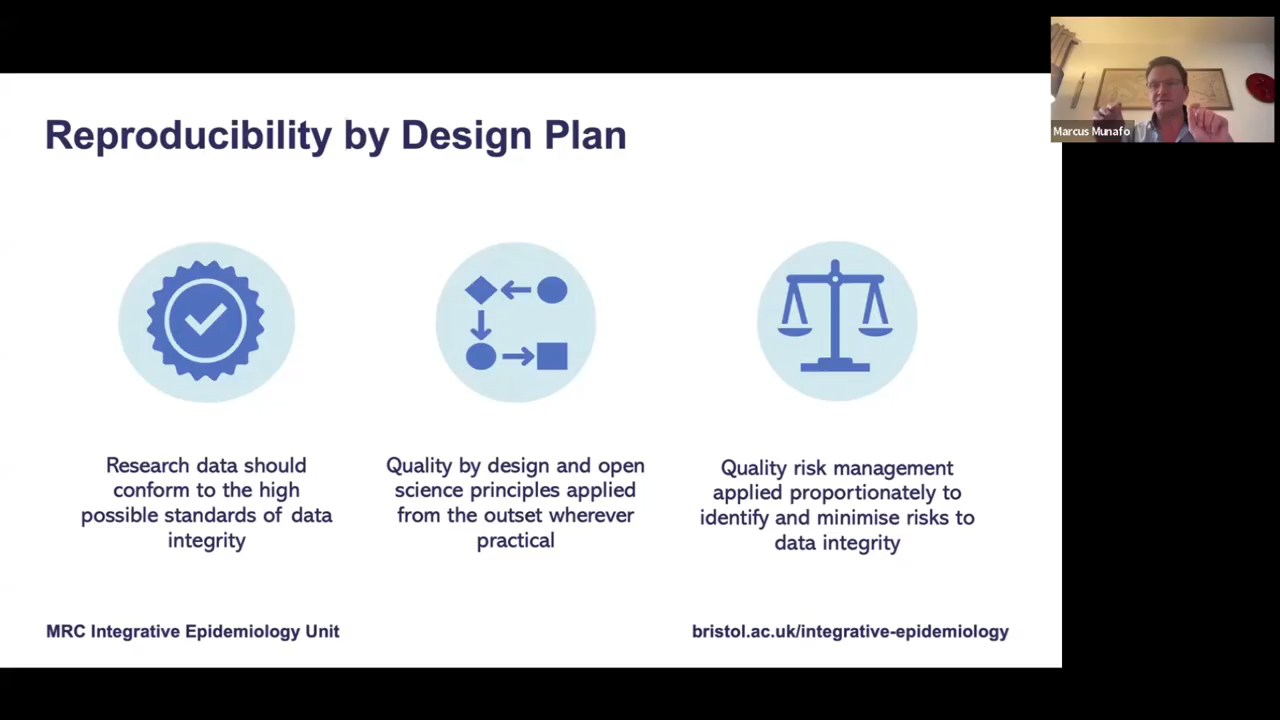 Reproducibility by Design Plan
Marcus Munafo
Research data should
conform to the high
possible standards of data
integrity
Quality by design and open
science principles applied
from the outset wherever
practical
Quality risk management
applied proportionately to
identify and minimise risks to
data integrity
MRC Integrative Epidemiology Unit
bristol.ac.uk/integrative-epidemiology